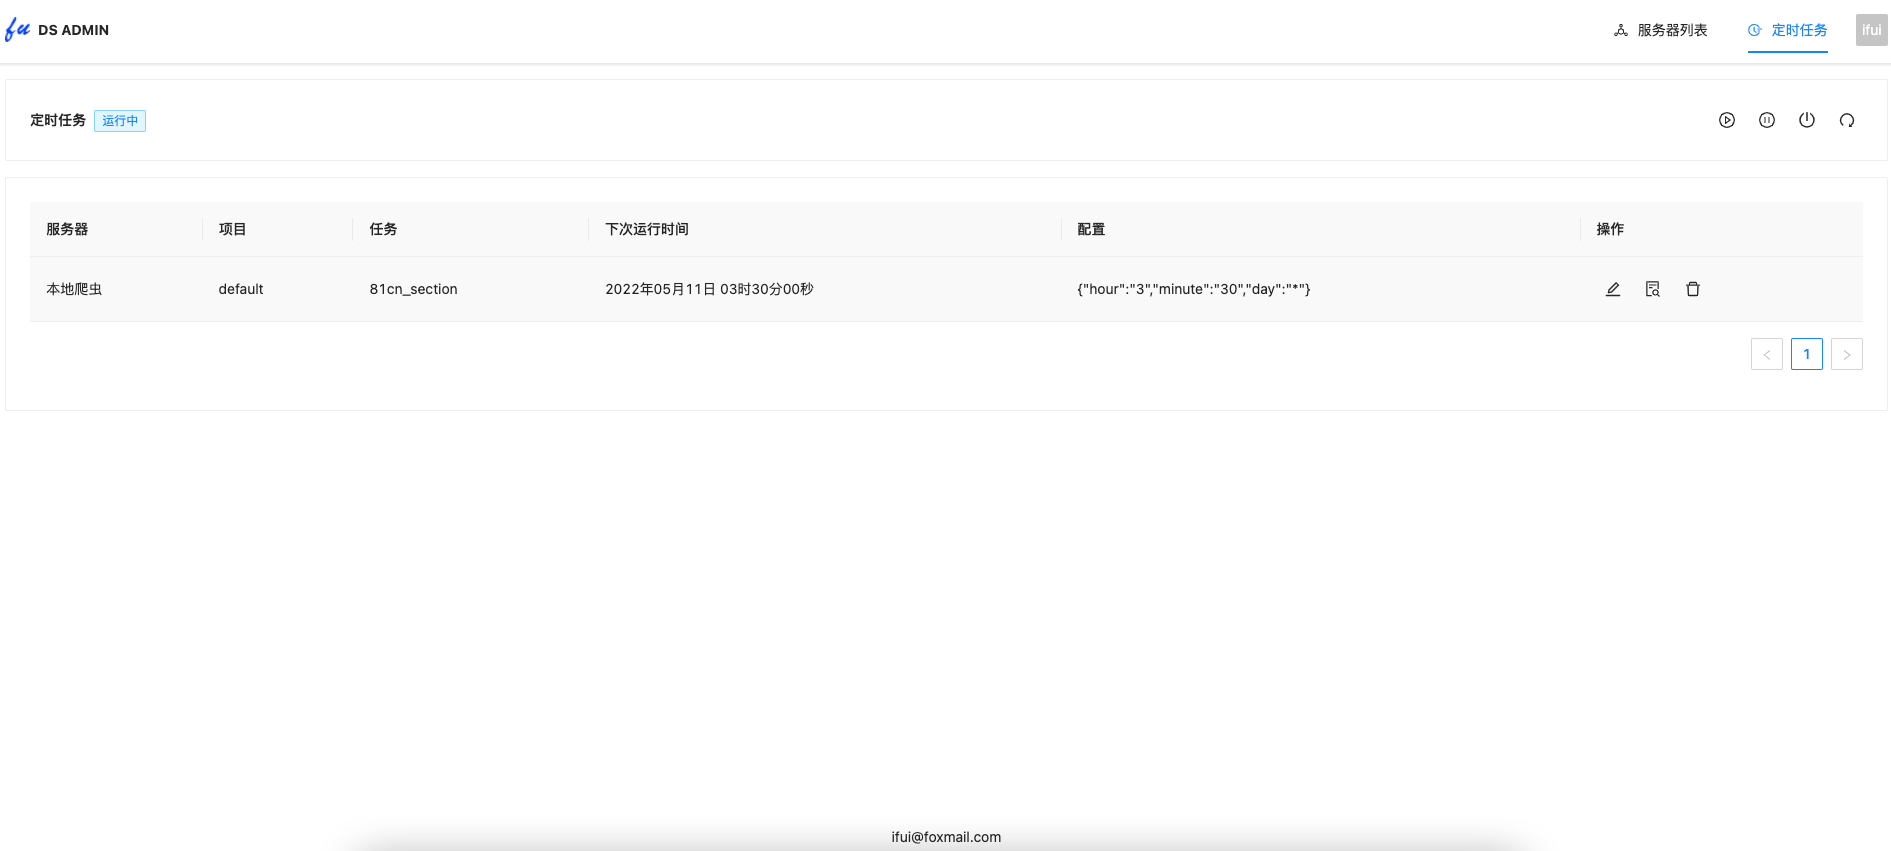 fu DS ADMIN 服务器列表 定时任务 ifui
定时任务 运行中
服务器 项目 任务 下次运行时间 配置 操作
本地爬虫 default 81cn_section 2022年05月11日 03时30分00秒 {"hour":"3","minute":"30","day":"*"}
< 1 >
ifui@foxmail.com